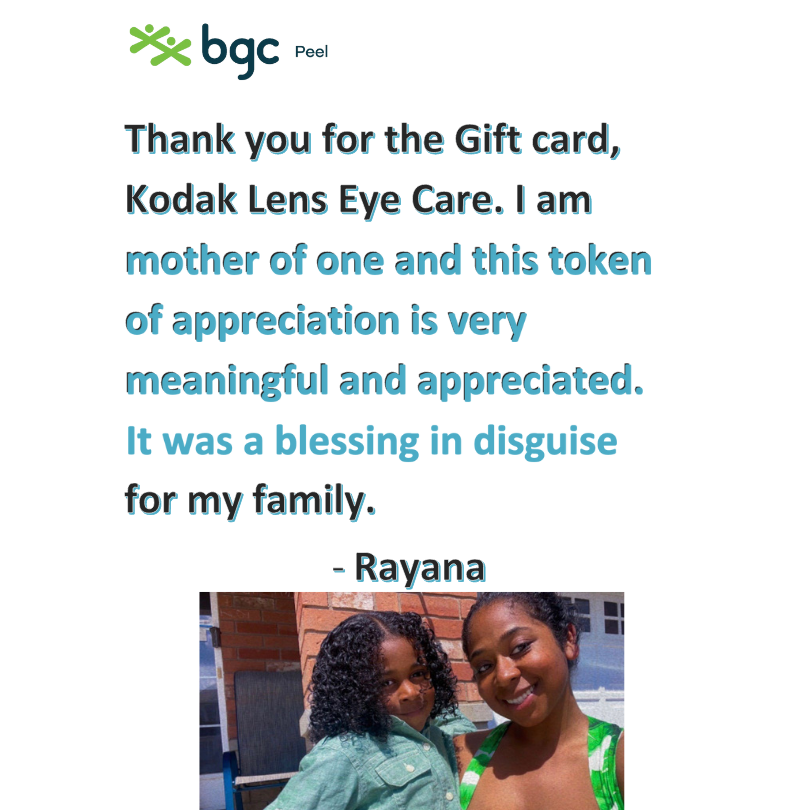 bgc Peel
Thank you for the Gift card,
Kodak Lens Eye Care. I am
mother of one and this token
of appreciation is very
meaningful and appreciated.
It was a blessing in disguise
for my family.
- Rayana